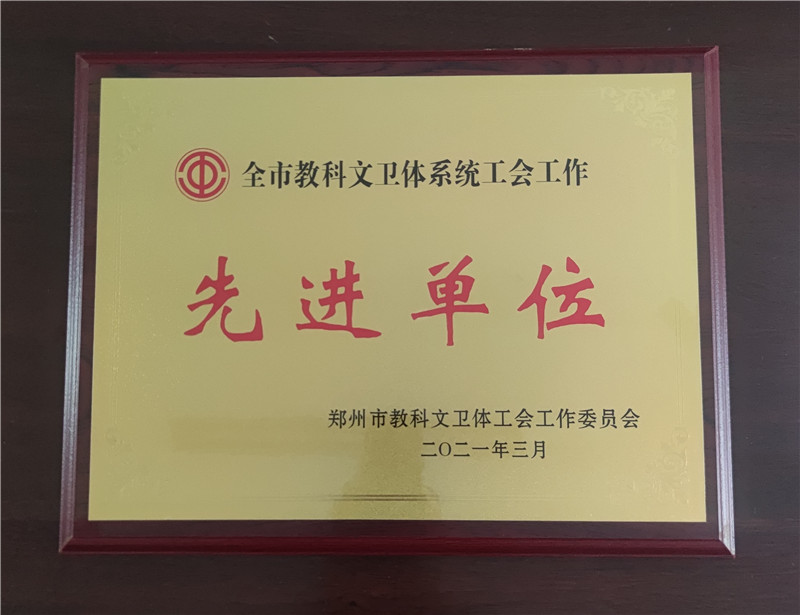 全市教科文卫体系统工会工作
先进单位
郑州市教科文卫体工会工作委员会
二〇二一年三月